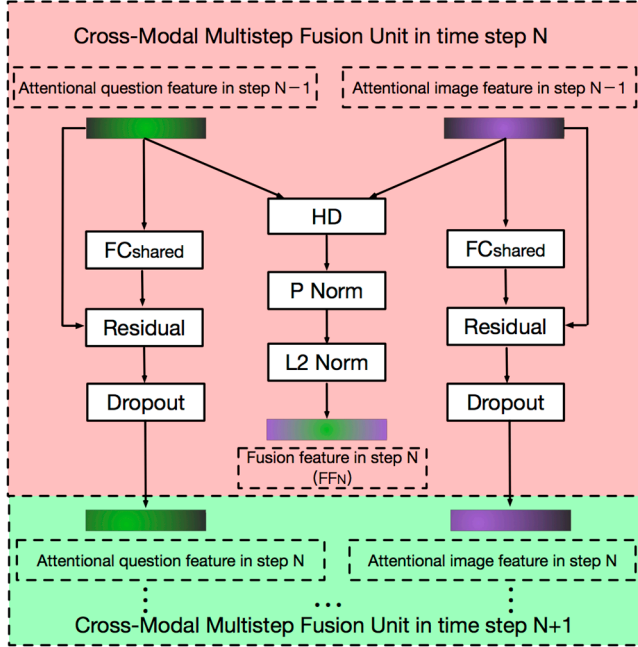 Cross-Modal Multistep Fusion Unit in time step N
Attentional question feature in step N−1
Attentional image feature in step N−1
HD
FCshared
FCshared
P Norm
Residual
Residual
L2 Norm
Dropout
Dropout
Fusion feature in step N
(FFN)
Attentional question feature in step N
Attentional image feature in step N
...
Cross-Modal Multistep Fusion Unit in time step N+1